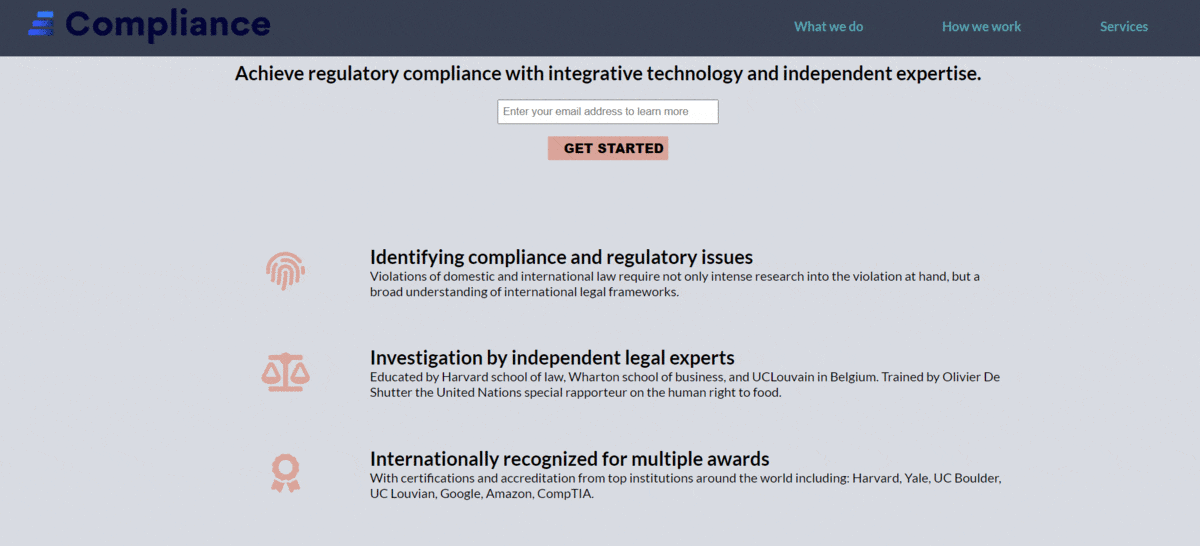 Compliance
What we do
How we work
Services
Achieve regulatory compliance with integrative technology and independent expertise.
Enter your email address to learn more
GET STARTED
Identifying compliance and regulatory issues
Violations of domestic and international law require not only intense research into the violation at hand, but a
broad understanding of international legal frameworks.
Investigation by independent legal experts
Educated by Harvard school of law, Wharton school of business, and UCLouvain in Belgium. Trained by Olivier De
Shutter the United Nations special rapporteur on the human right to food.
Internationally recognized for multiple awards
With certifications and accreditation from top institutions around the world including: Harvard, Yale, UC Boulder,
UC Louvian, Google, Amazon, CompTIA.